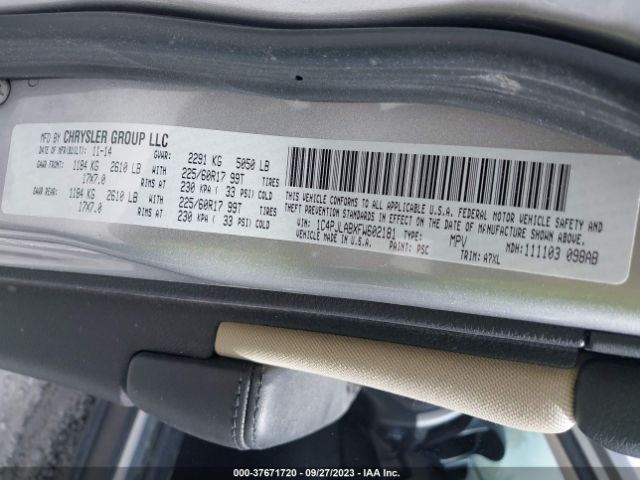 MFD BY CHRYSLER GROUP LLC
DATE OF MFR/BUILT: 11-14 GVWR: 2291 KG 5050 LB
GAWR FRONT: 1184 KG 2610 LB WITH 225/60R17 99T TIRES
17X7.0 RIMS AT 230 KPA ( 33 PSI) COLD
GAWR REAR: 1184 KG 2610 LB WITH 225/60R17 99T TIRES
17X7.0 RIMS AT 230 KPA ( 33 PSI) COLD
THIS VEHICLE CONFORMS TO ALL APPLICABLE U.S.A. FEDERAL MOTOR VEHICLE SAFETY AND
THEFT PREVENTION STANDARDS IN EFFECT ON THE DATE OF MANUFACTURE SHOWN ABOVE.
VIN: 1C4PJLABXFW602181 TYPE: MPV MDH: 111103 098AB
MADE IN U.S.A. PAINT: PSC TRIM: A7XL
000-37671720 - 09/27/2023 - IAA Inc.